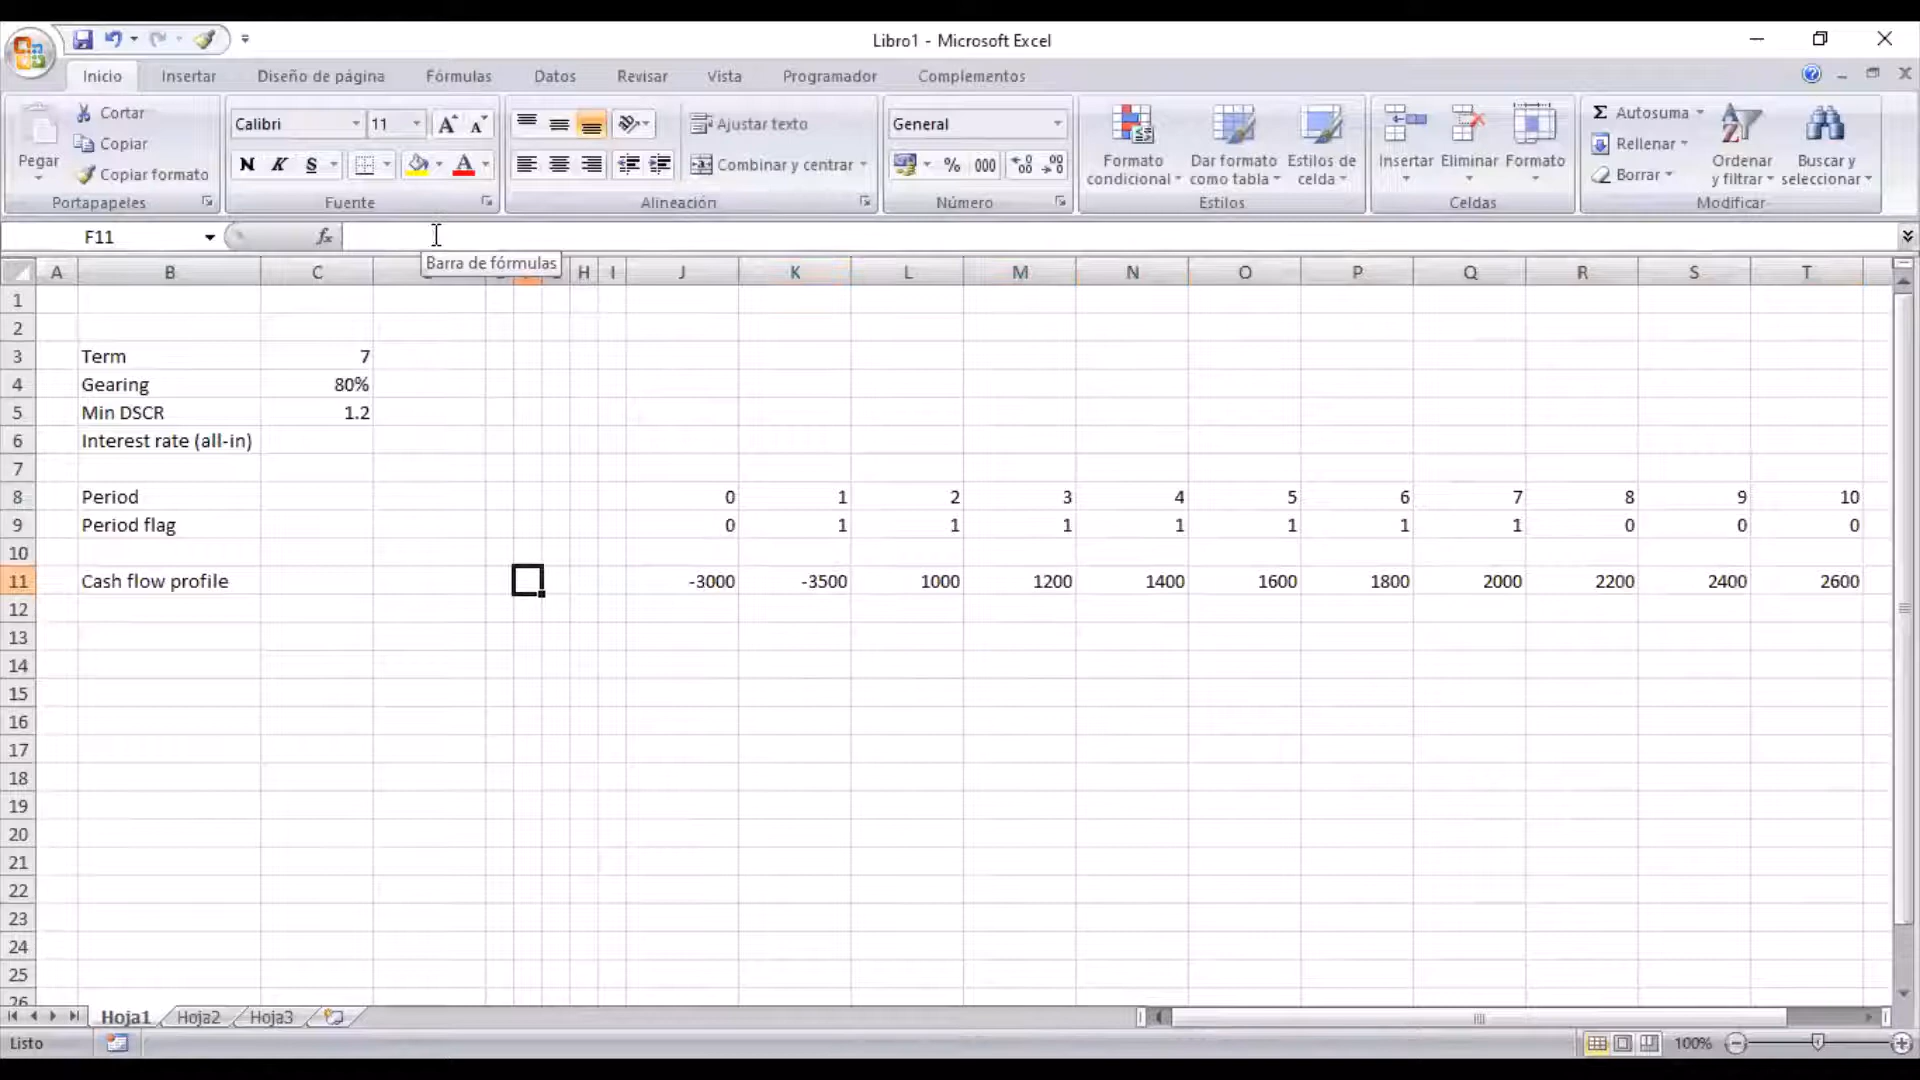 Libro1 - Microsoft Excel
Inicio Insertar Diseño de página Fórmulas Datos Revisar Vista Programador Complementos
Pegar Cortar Copiar Copiar formato
Portapapeles
Calibri 11
N K S
Fuente
Ajustar texto
Combinar y centrar
Alineación
General
% 000
Número
Formato condicional Dar formato como tabla Estilos de celda
Estilos
Insertar Eliminar Formato
Celdas
Σ Autosuma
Rellenar
Borrar
Ordenar y filtrar Buscar y seleccionar
Modificar
F11 fx
Barra de fórmulas
A B C H I J K L M N O P Q R S T
1
2
3 Term 7
4 Gearing 80%
5 Min DSCR 1.2
6 Interest rate (all-in)
7
8 Period 0 1 2 3 4 5 6 7 8 9 10
9 Period flag 0 1 1 1 1 1 1 1 0 0 0
10
11 Cash flow profile -3000 -3500 1000 1200 1400 1600 1800 2000 2200 2400 2600
12
13
14
15
16
17
18
19
20
21
22
23
24
25
26
Hoja1 Hoja2 Hoja3
Listo 100%